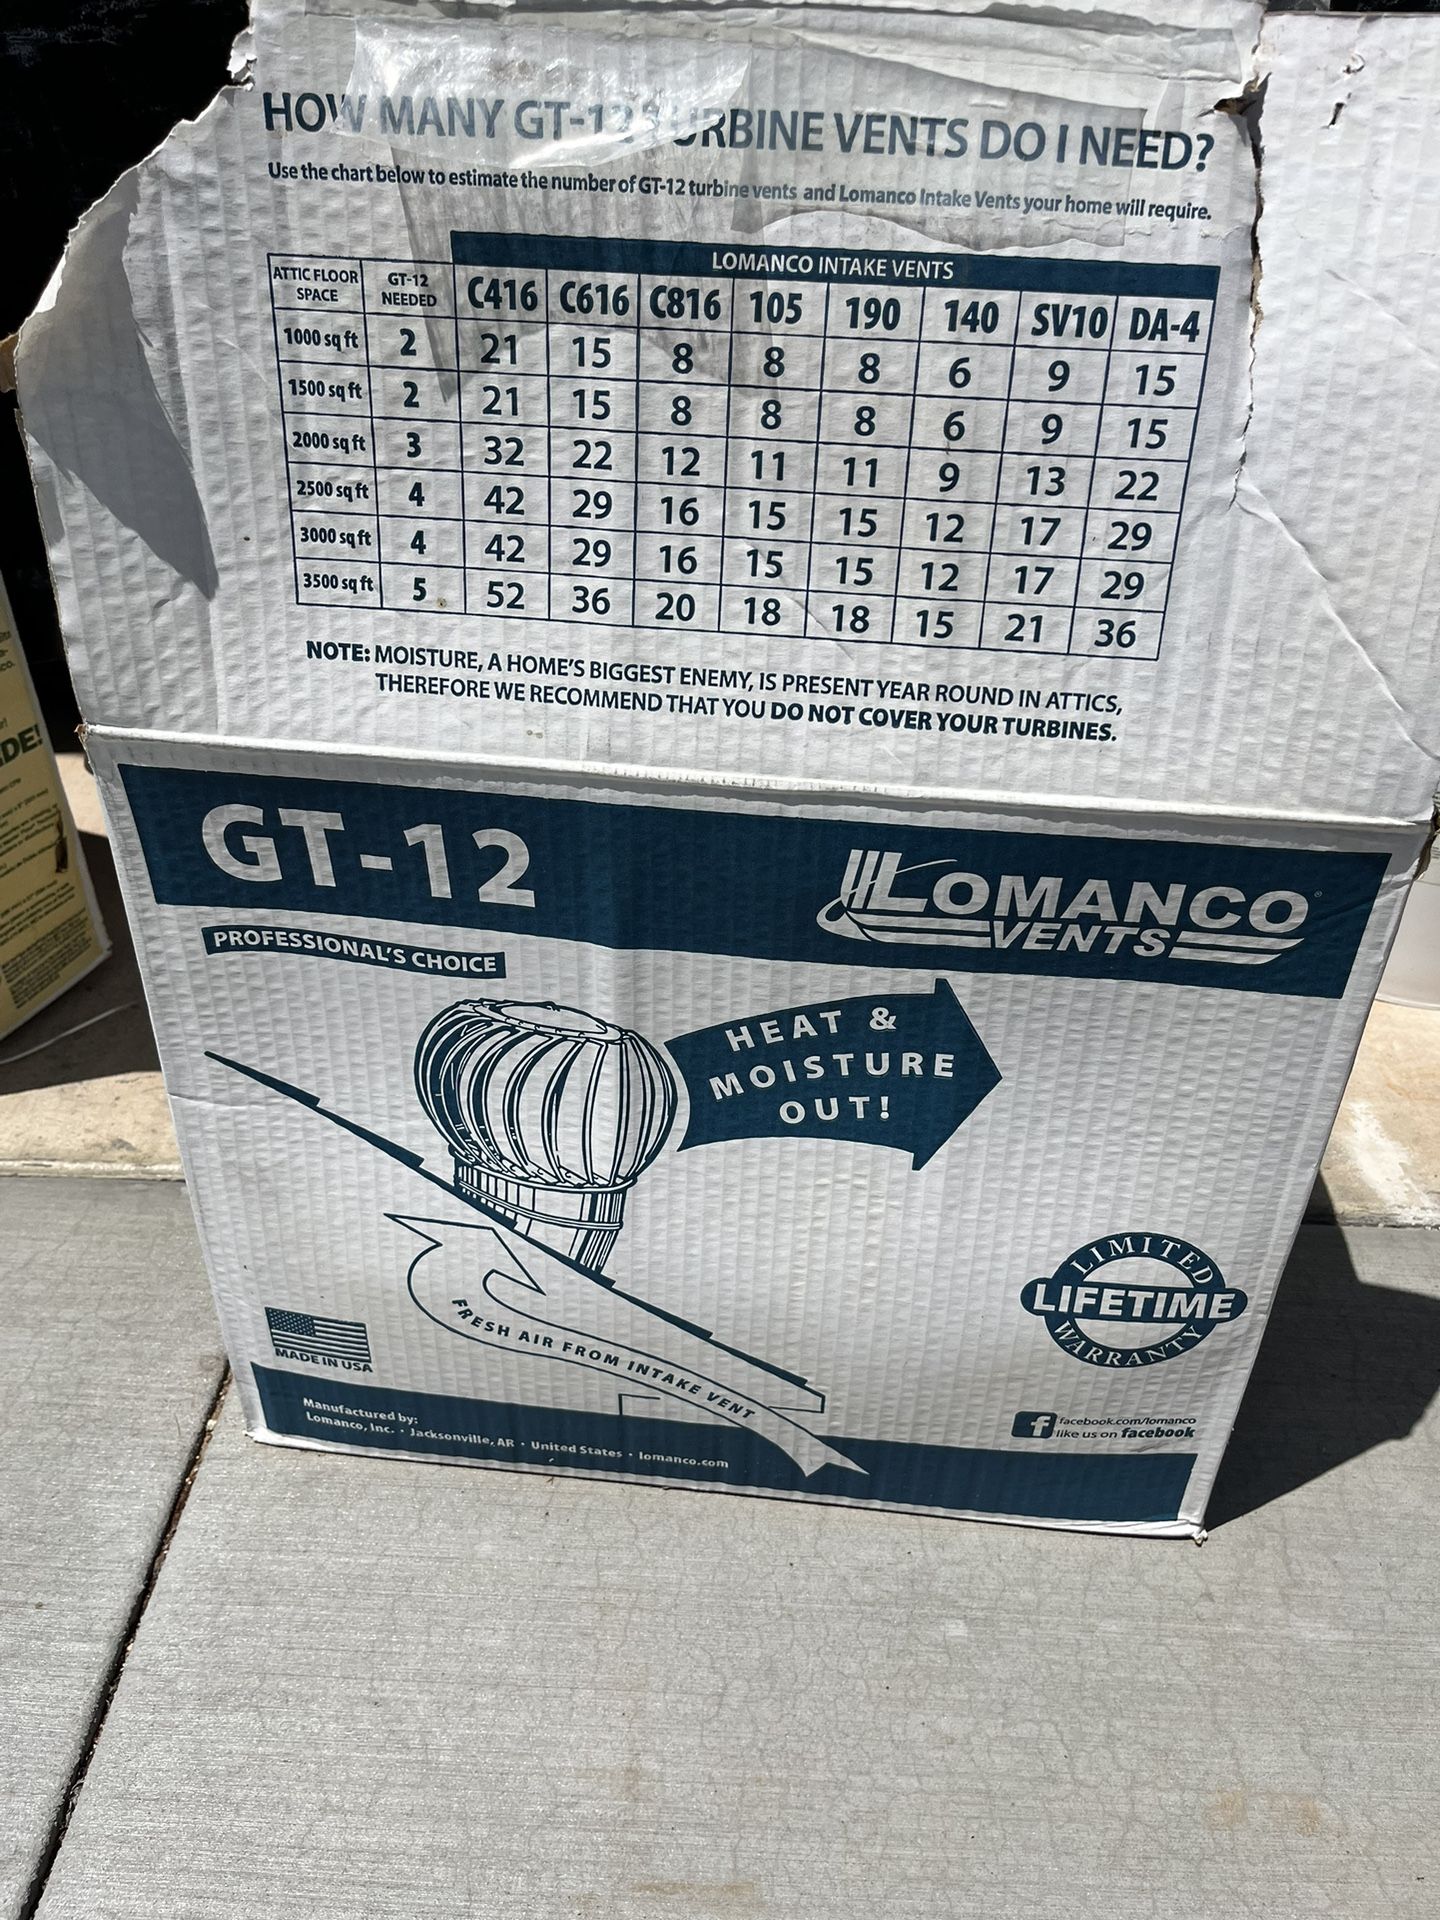 HOW MANY GT-12 TURBINE VENTS DO I NEED?
Use the chart below to estimate the number of GT-12 turbine vents and Lomanco Intake Vents your home will require.
LOMANCO INTAKE VENTS
ATTIC FLOOR SPACE GT-12 NEEDED C416 C616 C816 105 190 140 SV10 DA-4
1000 sq ft 2 21 15 8 8 8 6 9 15
1500 sq ft 2 21 15 8 8 8 6 9 15
2000 sq ft 3 32 22 12 11 11 9 13 22
2500 sq ft 4 42 29 16 15 15 12 17 29
3000 sq ft 4 42 29 16 15 15 12 17 29
3500 sq ft 5 52 36 20 18 18 15 21 36
NOTE: MOISTURE, A HOME'S BIGGEST ENEMY, IS PRESENT YEAR ROUND IN ATTICS,
THEREFORE WE RECOMMEND THAT YOU DO NOT COVER YOUR TURBINES.
GT-12
LOMANCO®
VENTS
PROFESSIONAL'S CHOICE
HEAT &
MOISTURE
OUT!
FRESH AIR FROM INTAKE VENT
LIMITED
LIFETIME
WARRANTY
MADE IN USA
Manufactured by:
Lomanco, Inc. · Jacksonville, AR · United States · lomanco.com
f facebook.com/lomanco
like us on facebook
DE!